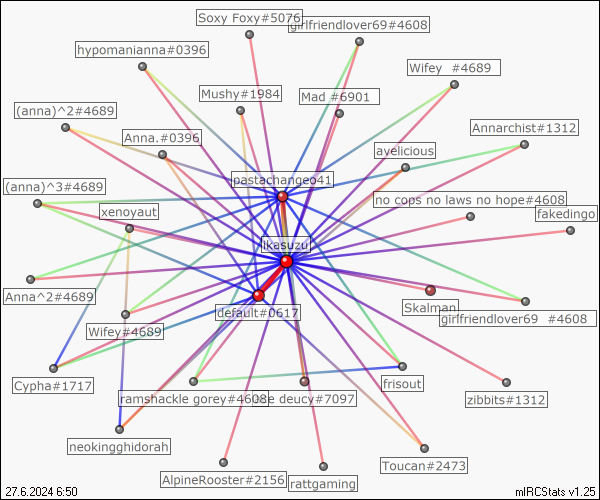 Soxy Foxy#5076
girlfriendlover69#4608
hypomanianna#0396
Wifey  #4689
Mushy#1984
Mad #6901
(anna)^2#4689
Anna.#0396
Annarchist#1312
avelicious
pastachangeo41
(anna)^3#4689
no cops no laws no hope#4608
xenoyaut
fakedingo
ikasuzu
Anna^2#4689
Skalman
default#0617
girlfriendlover69  #4608
Wifey#4689
Cypha#1717
frisout
ramshackle gorey#4608
ce deucy#7097
zibbits#1312
neokingghidorah
Toucan#2473
AlpineRooster#2156
rattgaming
27.6.2024 6:50
mIRCStats v1.25